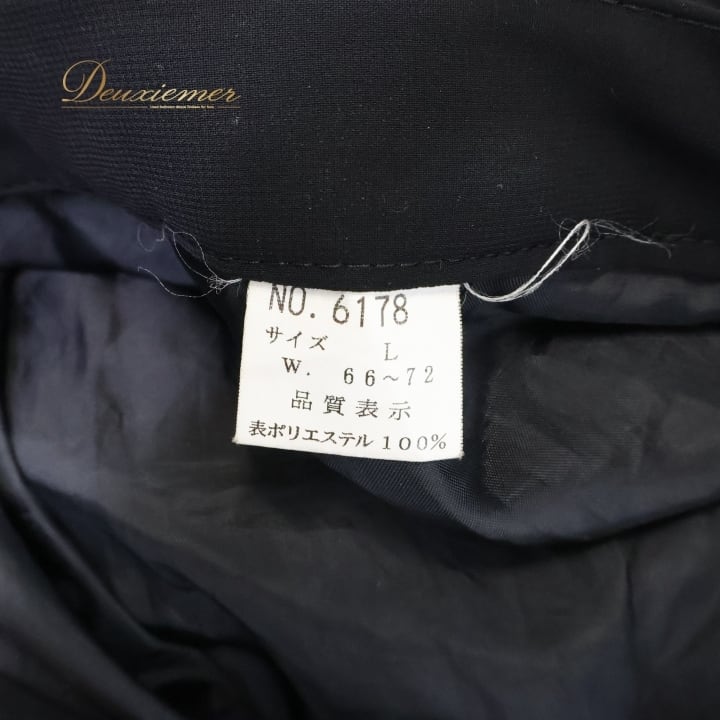 Deuxiemer
NO. 6178
サイズ L
W. 66~72
品質表示
表ポリエステル 100%